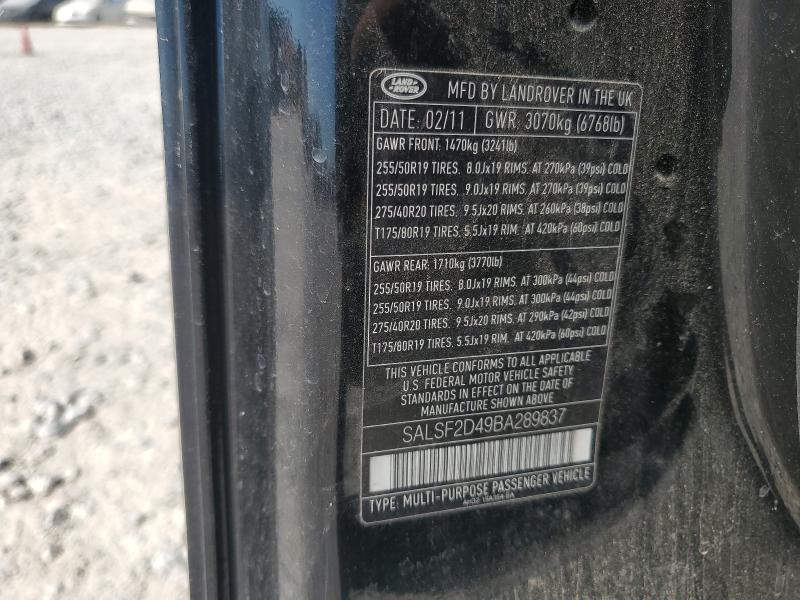 LAND ROVER
MFD BY LANDROVER IN THE UK
DATE: 02/11 GWR: 3070kg (6768lb)
GAWR FRONT: 1470kg (3241lb)
255/50R19 TIRES. 8.0Jx19 RIMS. AT 270kPa (39psi) COLD
255/50R19 TIRES. 9.0Jx19 RIMS. AT 270kPa (39psi) COLD
275/40R20 TIRES. 9.5Jx20 RIMS. AT 260kPa (38psi) COLD
T175/80R19 TIRES. 5.5Jx19 RIM. AT 420kPa (60psi) COLD
GAWR REAR: 1710kg (3770lb)
255/50R19 TIRES. 8.0Jx19 RIMS. AT 300kPa (44psi) COLD
255/50R19 TIRES. 9.0Jx19 RIMS. AT 300kPa (44psi) COLD
275/40R20 TIRES. 9.5Jx20 RIMS. AT 290kPa (42psi) COLD
T175/80R19 TIRES. 5.5Jx19 RIM. AT 420kPa (60psi) COLD
THIS VEHICLE CONFORMS TO ALL APPLICABLE
U.S. FEDERAL MOTOR VEHICLE SAFETY
STANDARDS IN EFFECT ON THE DATE OF
MANUFACTURE SHOWN ABOVE
SALSF2D49BA289837
TYPE: MULTI-PURPOSE PASSENGER VEHICLE